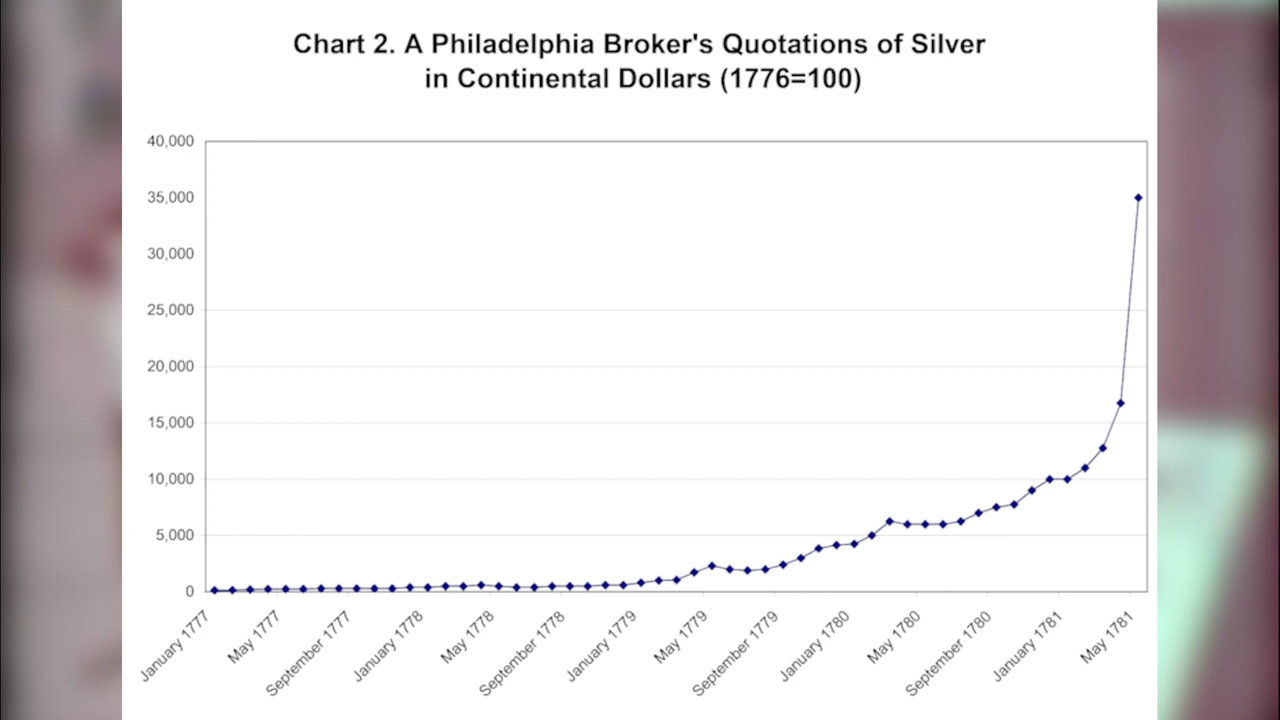 Chart 2. A Philadelphia Broker's Quotations of Silver
in Continental Dollars (1776=100)
40,000
35,000
30,000
25,000
20,000
15,000
10,000
5,000
0
January 1777
May 1777
September 1777
January 1778
May 1778
September 1778
January 1779
May 1779
September 1779
January 1780
May 1780
September 1780
January 1781
May 1781